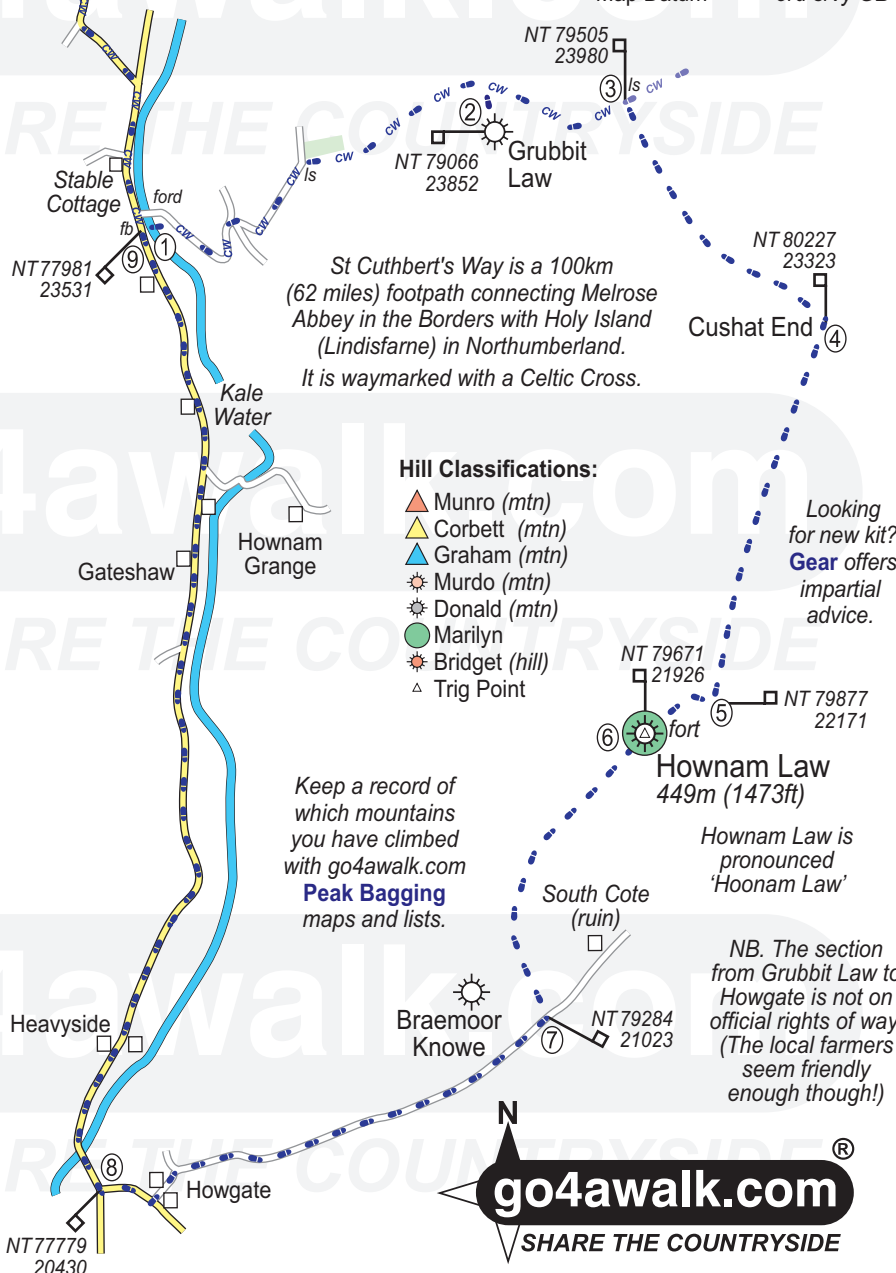 NT 79505
23980
3
ls
CW
2
NT 79066
23852
Grubbit
Law
Stable
Cottage
ford
fb
ls
1
9
NT 77981
23531
NT 80227
23323
Cushat End
4
St Cuthbert's Way is a 100km
(62 miles) footpath connecting Melrose
Abbey in the Borders with Holy Island
(Lindisfarne) in Northumberland.
It is waymarked with a Celtic Cross.
Kale
Water
Hill Classifications:
Munro (mtn)
Corbett (mtn)
Graham (mtn)
Murdo (mtn)
Donald (mtn)
Marilyn
Bridget (hill)
Trig Point
Gateshaw
Hownam
Grange
Looking
for new kit?
Gear offers
impartial
advice.
NT 79671
21926
NT 79877
22171
5
6
fort
Hownam Law
449m (1473ft)
Hownam Law is
pronounced
‘Hoonam Law’
Keep a record of
which mountains
you have climbed
with go4awalk.com
Peak Bagging
maps and lists.
South Cote
(ruin)
NB. The section
from Grubbit Law to
Howgate is not on
official rights of way
(The local farmers
seem friendly
enough though!)
Heavyside
Braemoor
Knowe
NT 79284
21023
7
8
Howgate
NT 77779
20430
N
go4awalk.com
®
SHARE THE COUNTRYSIDE